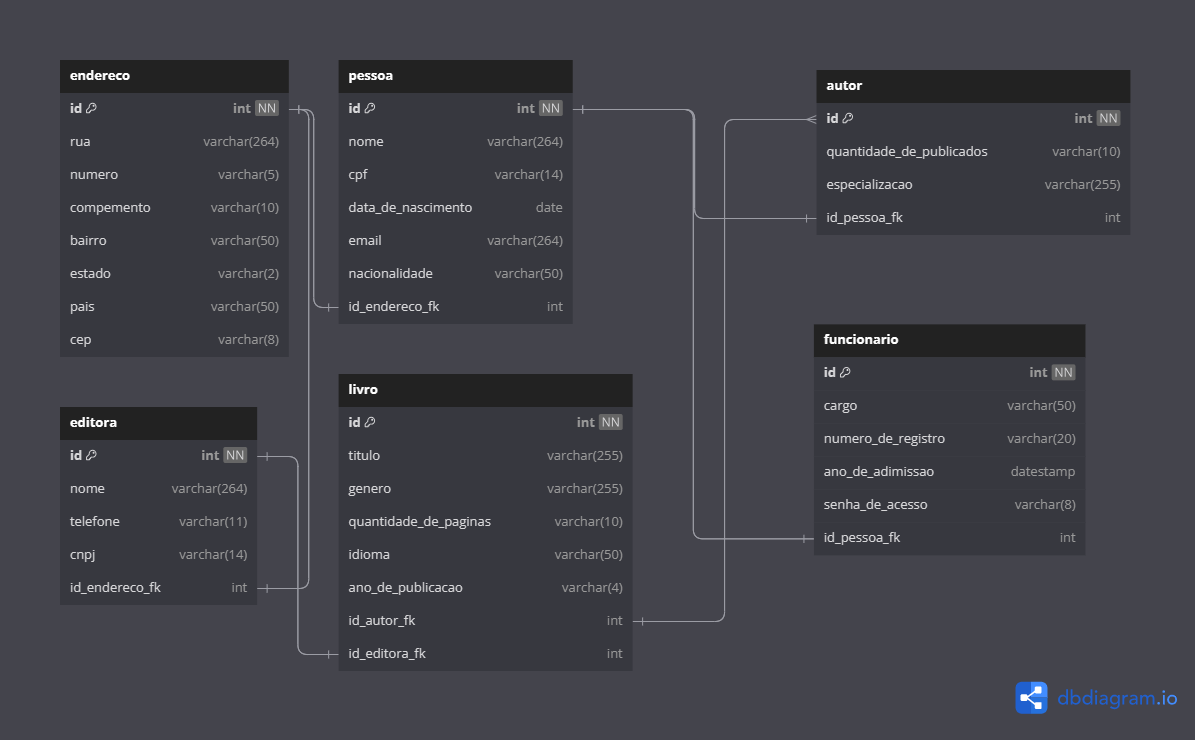 endereco
id int NN
rua varchar(264)
numero varchar(5)
compemento varchar(10)
bairro varchar(50)
estado varchar(2)
pais varchar(50)
cep varchar(8)
pessoa
id int NN
nome varchar(264)
cpf varchar(14)
data_de_nascimento date
email varchar(264)
nacionalidade varchar(50)
id_endereco_fk int
autor
id int NN
quantidade_de_publicados varchar(10)
especializacao varchar(255)
id_pessoa_fk int
editora
id int NN
nome varchar(264)
telefone varchar(11)
cnpj varchar(14)
id_endereco_fk int
livro
id int NN
titulo varchar(255)
genero varchar(255)
quantidade_de_paginas varchar(10)
idioma varchar(50)
ano_de_publicacao varchar(4)
id_autor_fk int
id_editora_fk int
funcionario
id int NN
cargo varchar(50)
numero_de_registro varchar(20)
ano_de_adimissao datestamp
senha_de_acesso varchar(8)
id_pessoa_fk int
dbdiagram.io